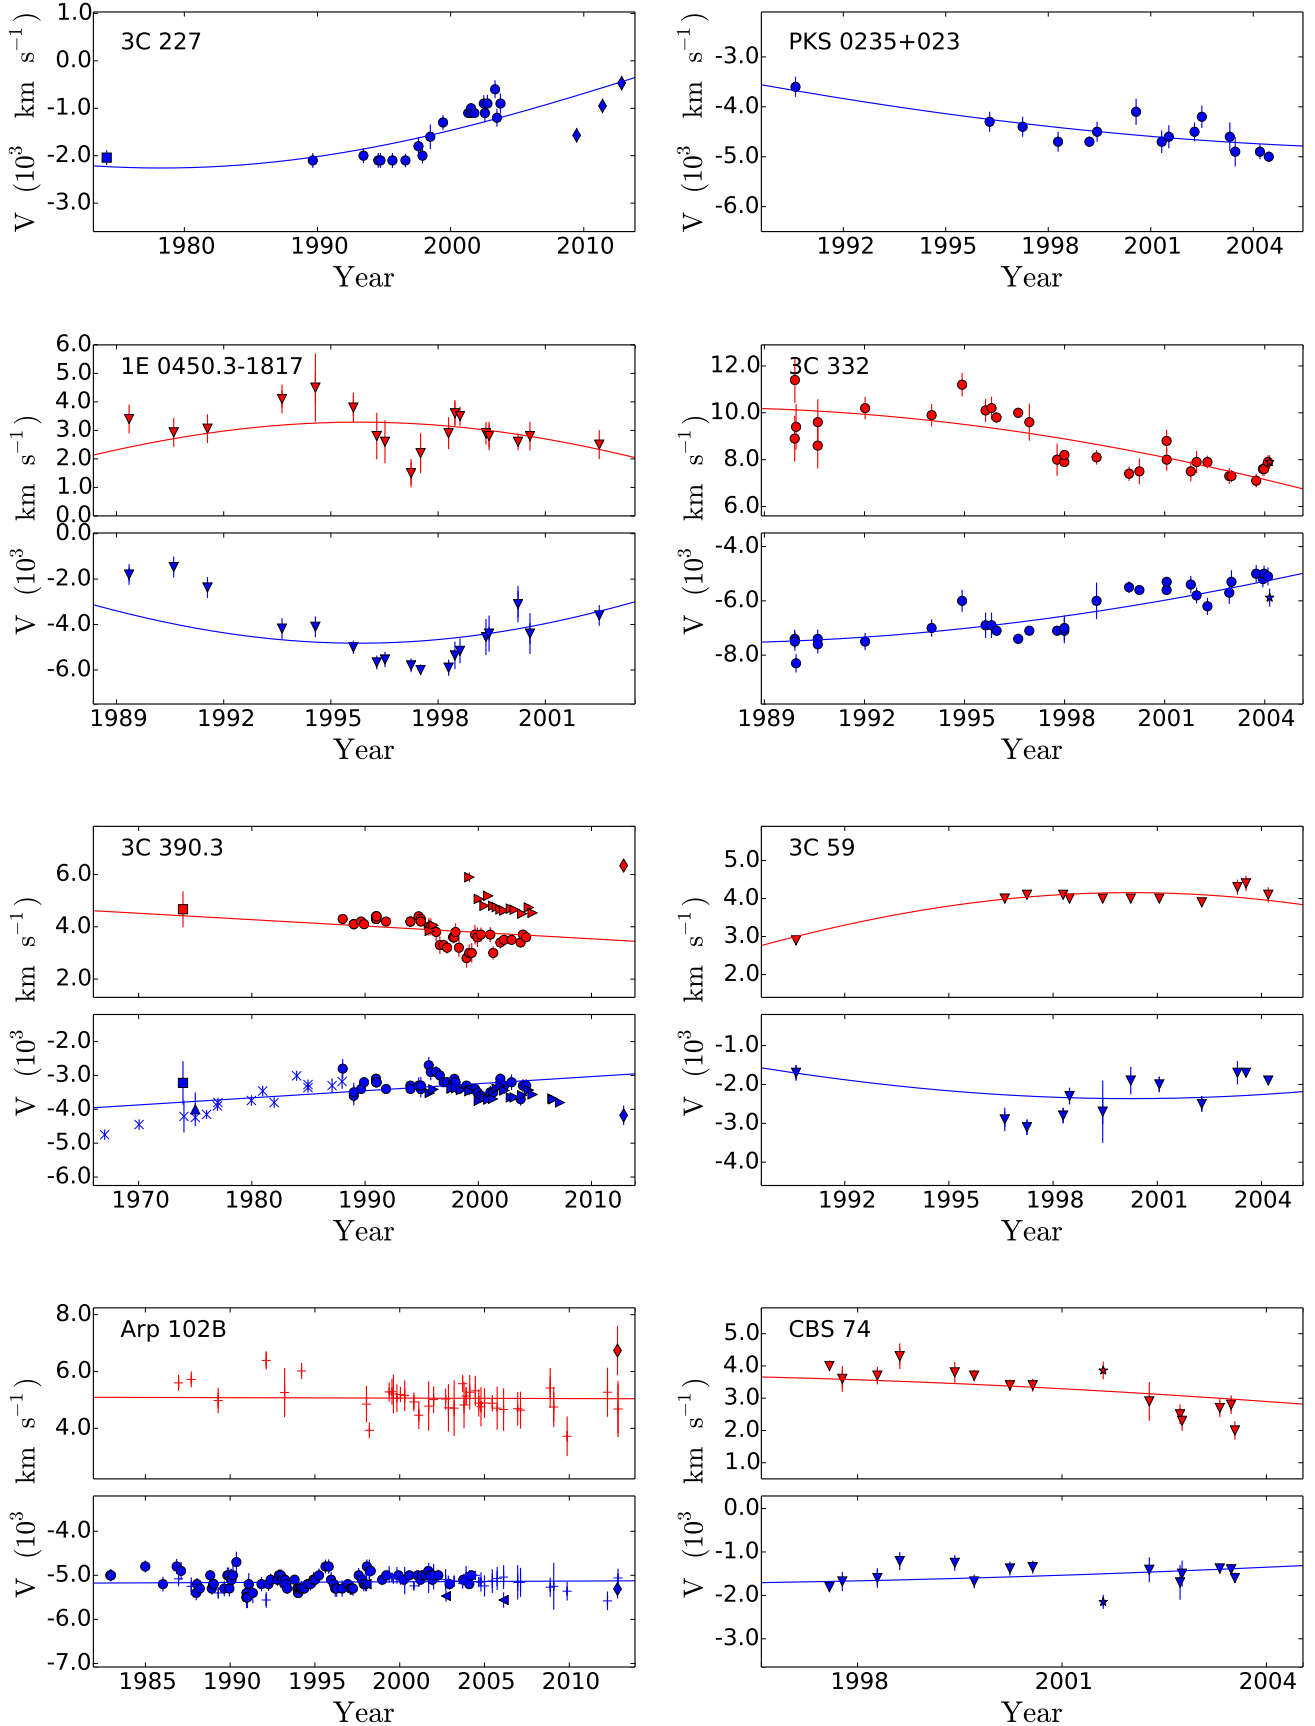 3C 227
V (10³ km s⁻¹)
1.0
0.0
-1.0
-2.0
-3.0
1980 1990 2000 2010
Year
PKS 0235+023
V (10³ km s⁻¹)
-3.0
-4.0
-5.0
-6.0
1992 1995 1998 2001 2004
Year
1E 0450.3-1817
V (10³ km s⁻¹)
6.0
5.0
4.0
3.0
2.0
1.0
0.0
0.0
-2.0
-4.0
-6.0
1989 1992 1995 1998 2001
Year
3C 332
V (10³ km s⁻¹)
12.0
10.0
8.0
6.0
-4.0
-6.0
-8.0
1989 1992 1995 1998 2001 2004
Year
3C 390.3
V (10³ km s⁻¹)
6.0
4.0
2.0
-2.0
-3.0
-4.0
-5.0
-6.0
1970 1980 1990 2000 2010
Year
3C 59
V (10³ km s⁻¹)
5.0
4.0
3.0
2.0
-1.0
-2.0
-3.0
-4.0
1992 1995 1998 2001 2004
Year
Arp 102B
V (10³ km s⁻¹)
8.0
6.0
4.0
-4.0
-5.0
-6.0
-7.0
1985 1990 1995 2000 2005 2010
Year
CBS 74
V (10³ km s⁻¹)
5.0
4.0
3.0
2.0
1.0
0.0
-1.0
-2.0
-3.0
1998 2001 2004
Year